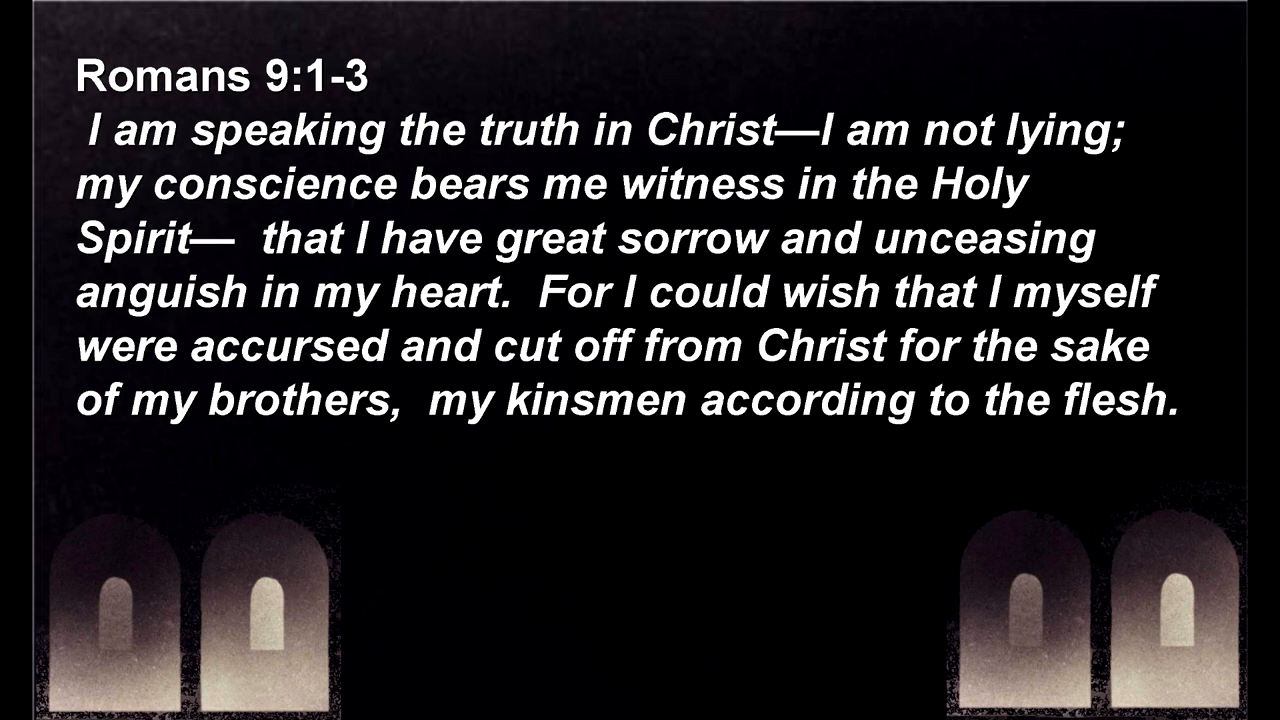 Romans 9:1-3
I am speaking the truth in Christ—I am not lying;
my conscience bears me witness in the Holy
Spirit—  that I have great sorrow and unceasing
anguish in my heart.  For I could wish that I myself
were accursed and cut off from Christ for the sake
of my brothers,  my kinsmen according to the flesh.